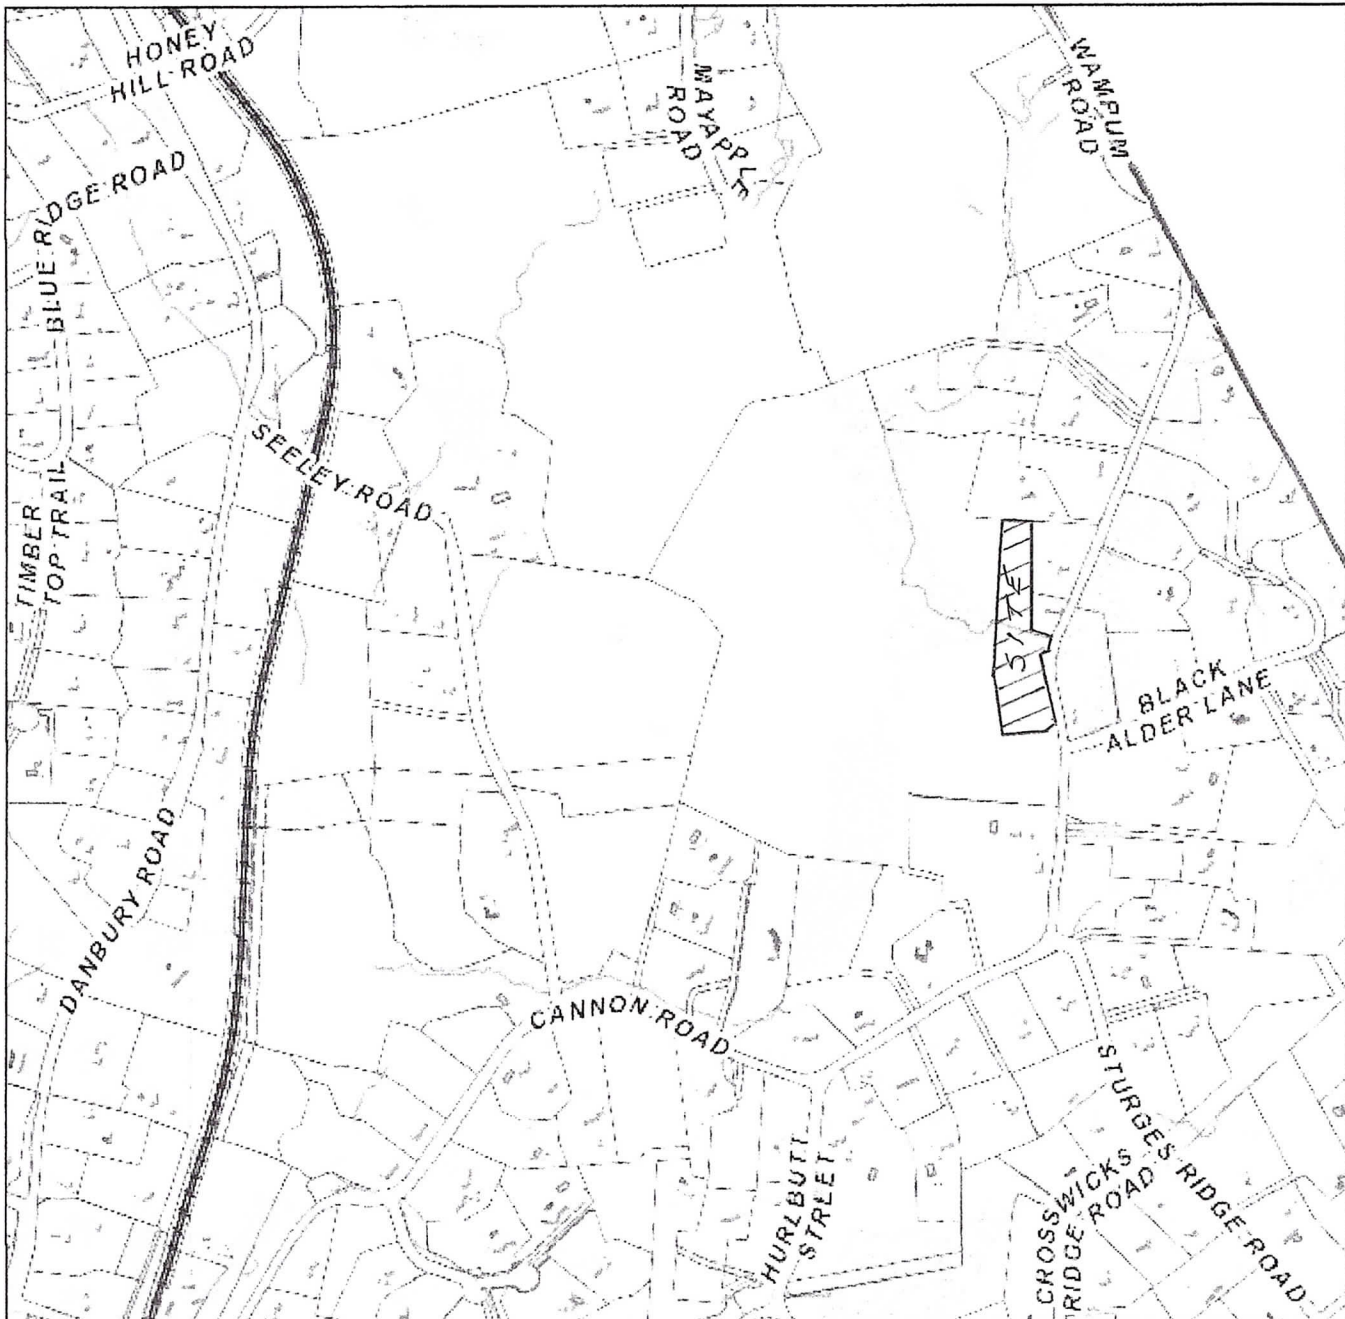 HONEY
HILL ROAD
WAMPUM
ROAD
MAYAPPLE
ROAD
BLUE RIDGE ROAD
SEELEY ROAD
TIMBER
TOP TRAIL
SITE
BLACK
ALDER LANE
DANBURY ROAD
CANNON ROAD
HURLBUTT
STREET
STURGES RIDGE ROAD
CROSSWICKS
RIDGE ROAD